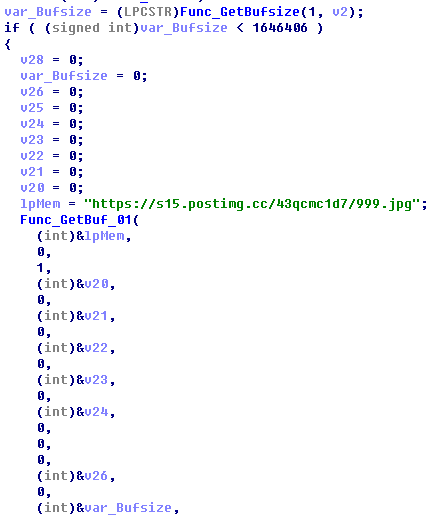 var_Bufsize = (LPCSTR)Func_GetBufsize(1, v2);
if ( (signed int)var_Bufsize < 1646406 )
{
v28 = 0;
var_Bufsize = 0;
v26 = 0;
v25 = 0;
v24 = 0;
v23 = 0;
v22 = 0;
v21 = 0;
v20 = 0;
lpMem = "https://s15.postimg.cc/43qcmc1d7/999.jpg";
Func_GetBuf_01(
(int)&lpMem,
0,
1,
(int)&v20,
0,
(int)&v21,
0,
(int)&v22,
0,
(int)&v23,
0,
(int)&v24,
0,
0,
0,
(int)&v26,
0,
(int)&var_Bufsize,